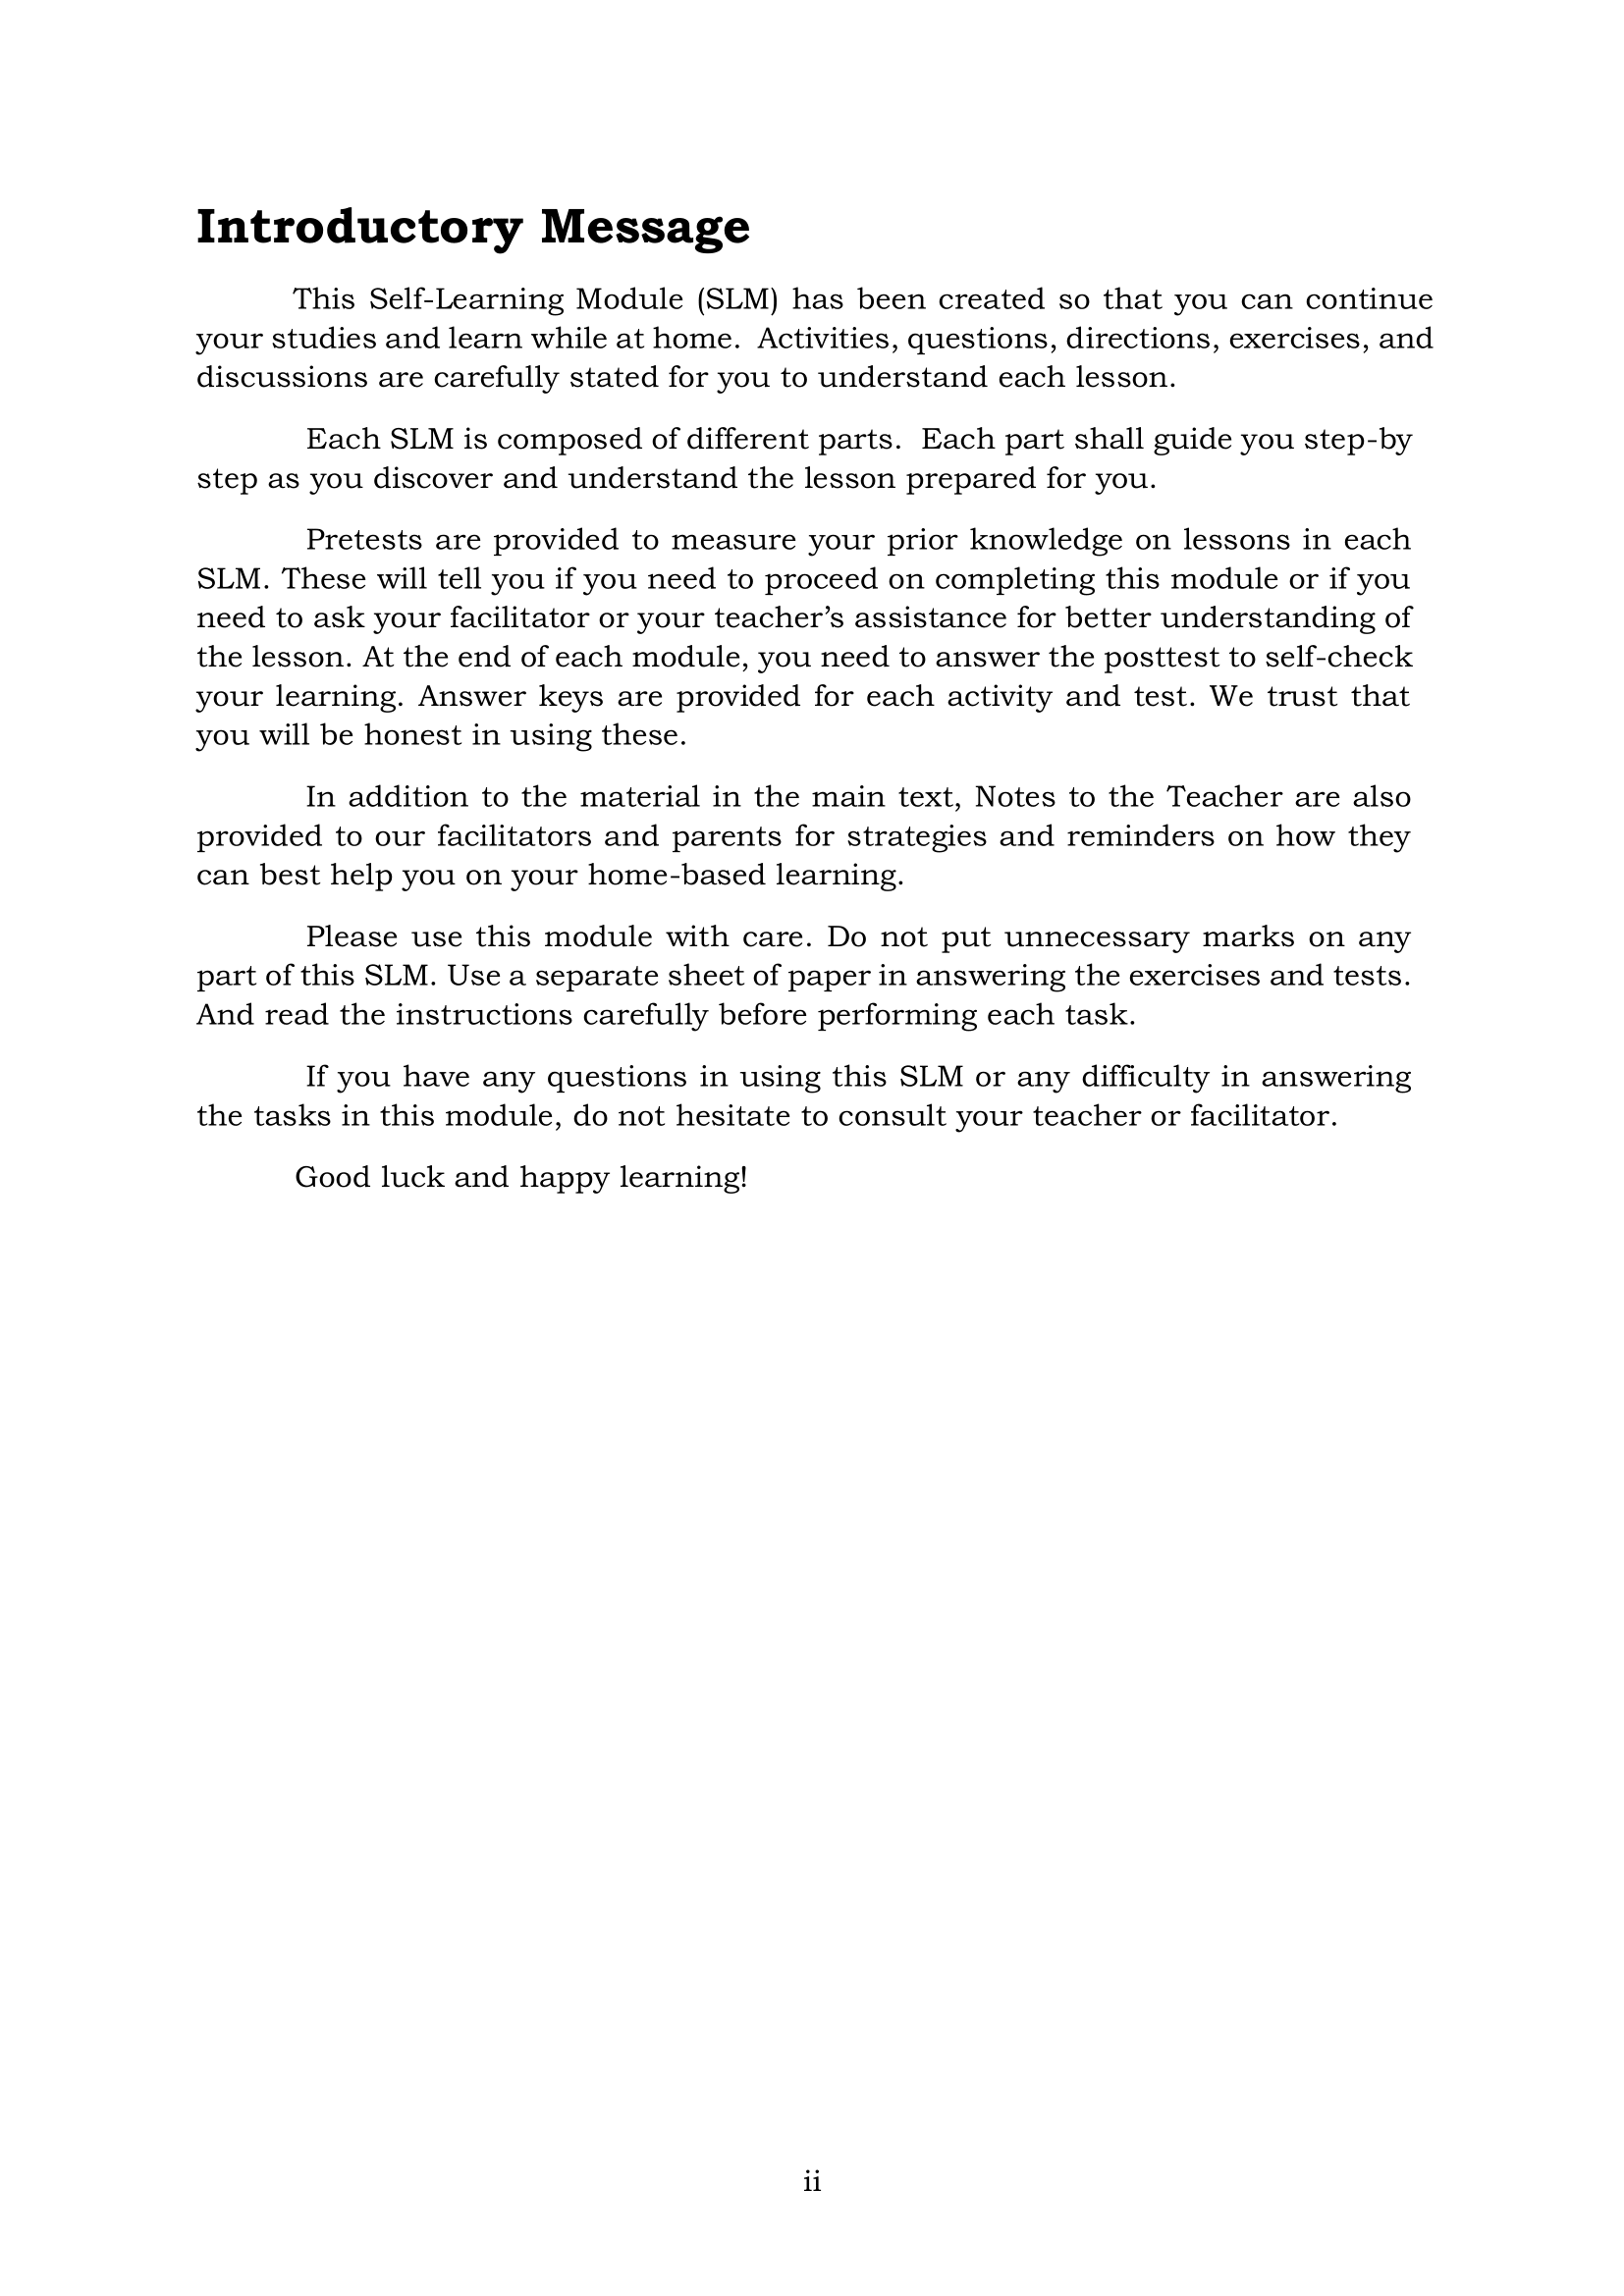 Introductory Message
This Self-Learning Module (SLM) has been created so that you can continue
your studies and learn while at home.  Activities, questions, directions, exercises, and
discussions are carefully stated for you to understand each lesson.
Each SLM is composed of different parts.  Each part shall guide you step-by
step as you discover and understand the lesson prepared for you.
Pretests are provided to measure your prior knowledge on lessons in each
SLM. These will tell you if you need to proceed on completing this module or if you
need to ask your facilitator or your teacher’s assistance for better understanding of
the lesson. At the end of each module, you need to answer the posttest to self-check
your learning. Answer keys are provided for each activity and test. We trust that
you will be honest in using these.
In addition to the material in the main text, Notes to the Teacher are also
provided to our facilitators and parents for strategies and reminders on how they
can best help you on your home-based learning.
Please use this module with care. Do not put unnecessary marks on any
part of this SLM. Use a separate sheet of paper in answering the exercises and tests.
And read the instructions carefully before performing each task.
If you have any questions in using this SLM or any difficulty in answering
the tasks in this module, do not hesitate to consult your teacher or facilitator.
Good luck and happy learning!
ii